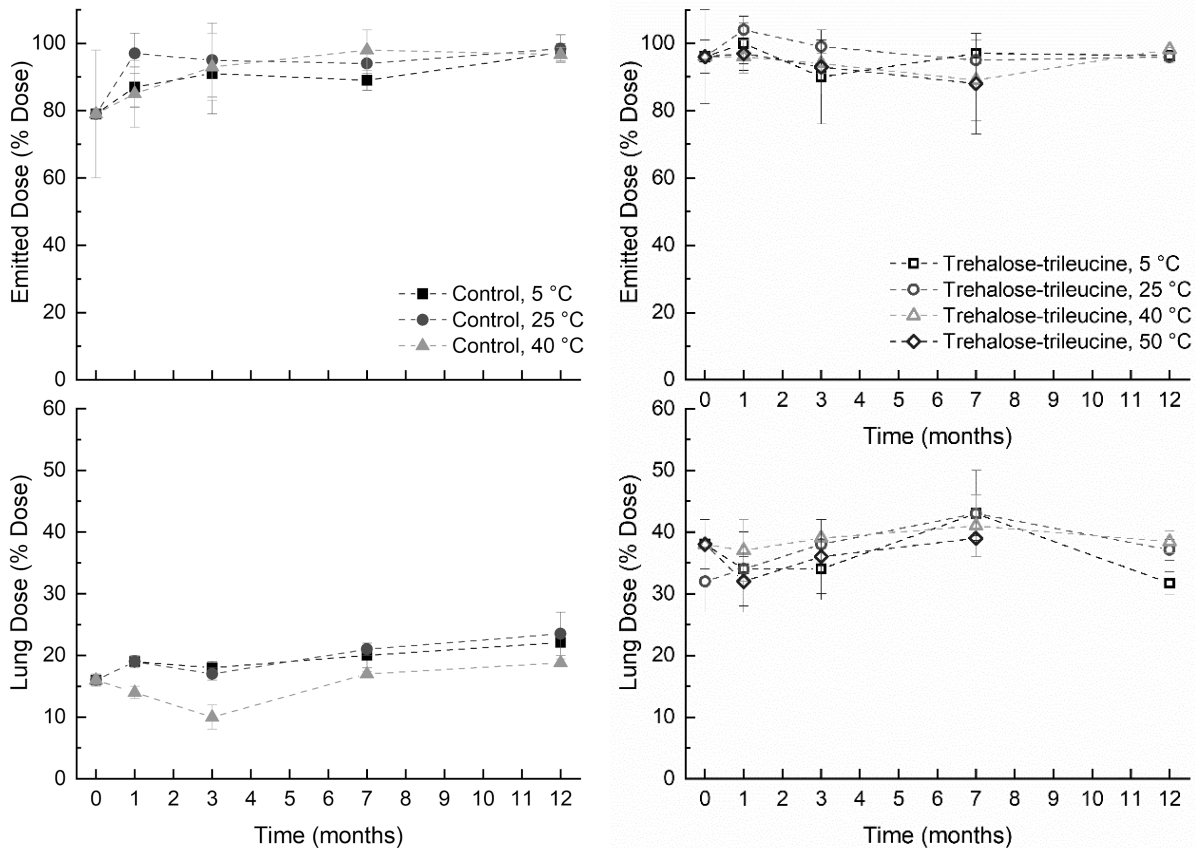 100
80
60
40
20
0
Emitted Dose (% Dose)
Control, 5 °C
Control, 25 °C
Control, 40 °C
100
80
60
40
20
0
Emitted Dose (% Dose)
Trehalose-trileucine, 5 °C
Trehalose-trileucine, 25 °C
Trehalose-trileucine, 40 °C
Trehalose-trileucine, 50 °C
0 1 2 3 4 5 6 7 8 9 10 11 12
Time (months)
60
50
40
30
20
10
0
Lung Dose (% Dose)
0 1 2 3 4 5 6 7 8 9 10 11 12
Time (months)
60
50
40
30
20
10
0
Lung Dose (% Dose)
0 1 2 3 4 5 6 7 8 9 10 11 12
Time (months)